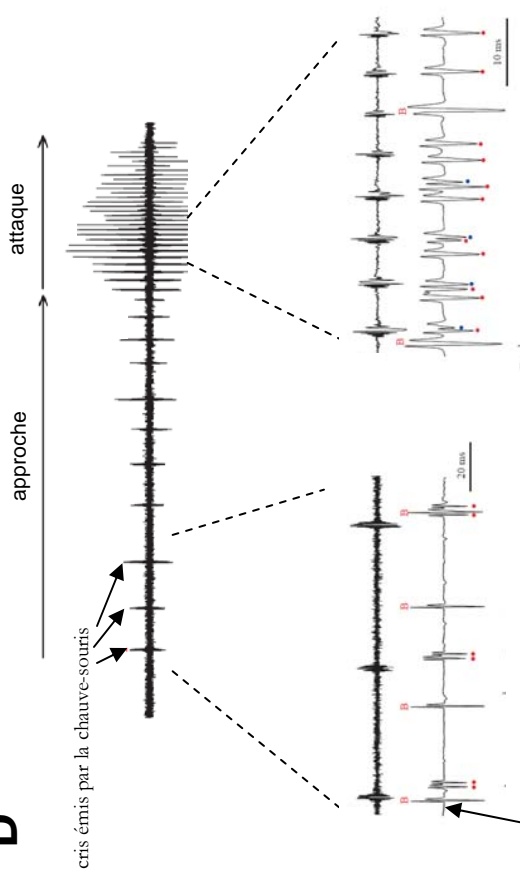 D
approche attaque
cris émis par la chauve-souris
B B B B
20 ms
B B
10 ms